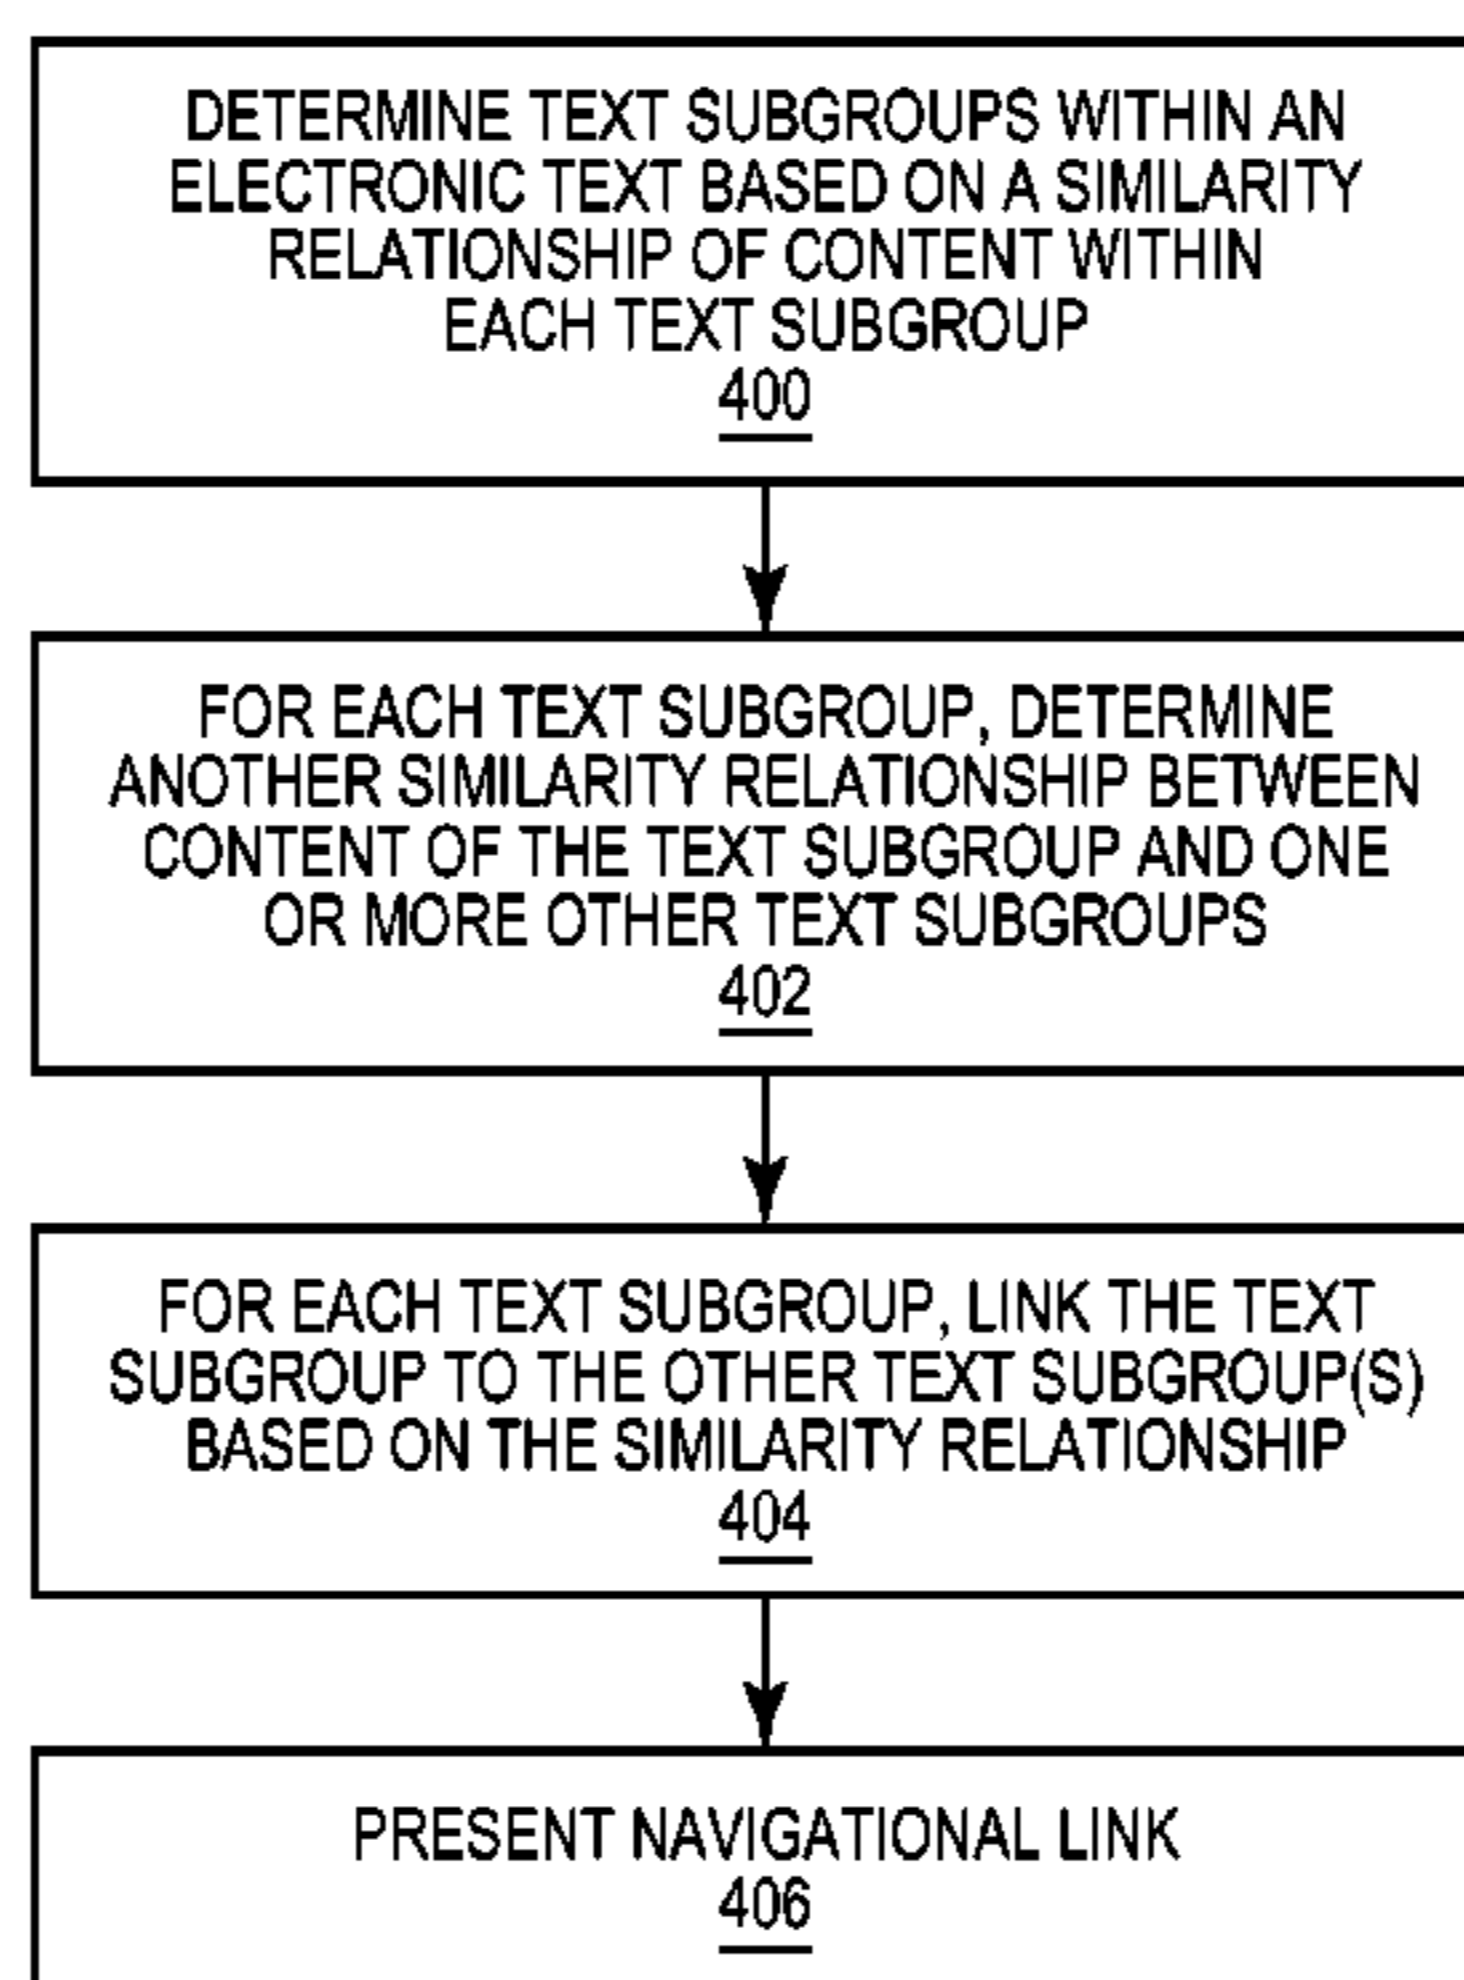 DETERMINE TEXT SUBGROUPS WITHIN AN
ELECTRONIC TEXT BASED ON A SIMILARITY
RELATIONSHIP OF CONTENT WITHIN
EACH TEXT SUBGROUP
400
FOR EACH TEXT SUBGROUP, DETERMINE
ANOTHER SIMILARITY RELATIONSHIP BETWEEN
CONTENT OF THE TEXT SUBGROUP AND ONE
OR MORE OTHER TEXT SUBGROUPS
402
FOR EACH TEXT SUBGROUP, LINK THE TEXT
SUBGROUP TO THE OTHER TEXT SUBGROUP(S)
BASED ON THE SIMILARITY RELATIONSHIP
404
PRESENT NAVIGATIONAL LINK
406